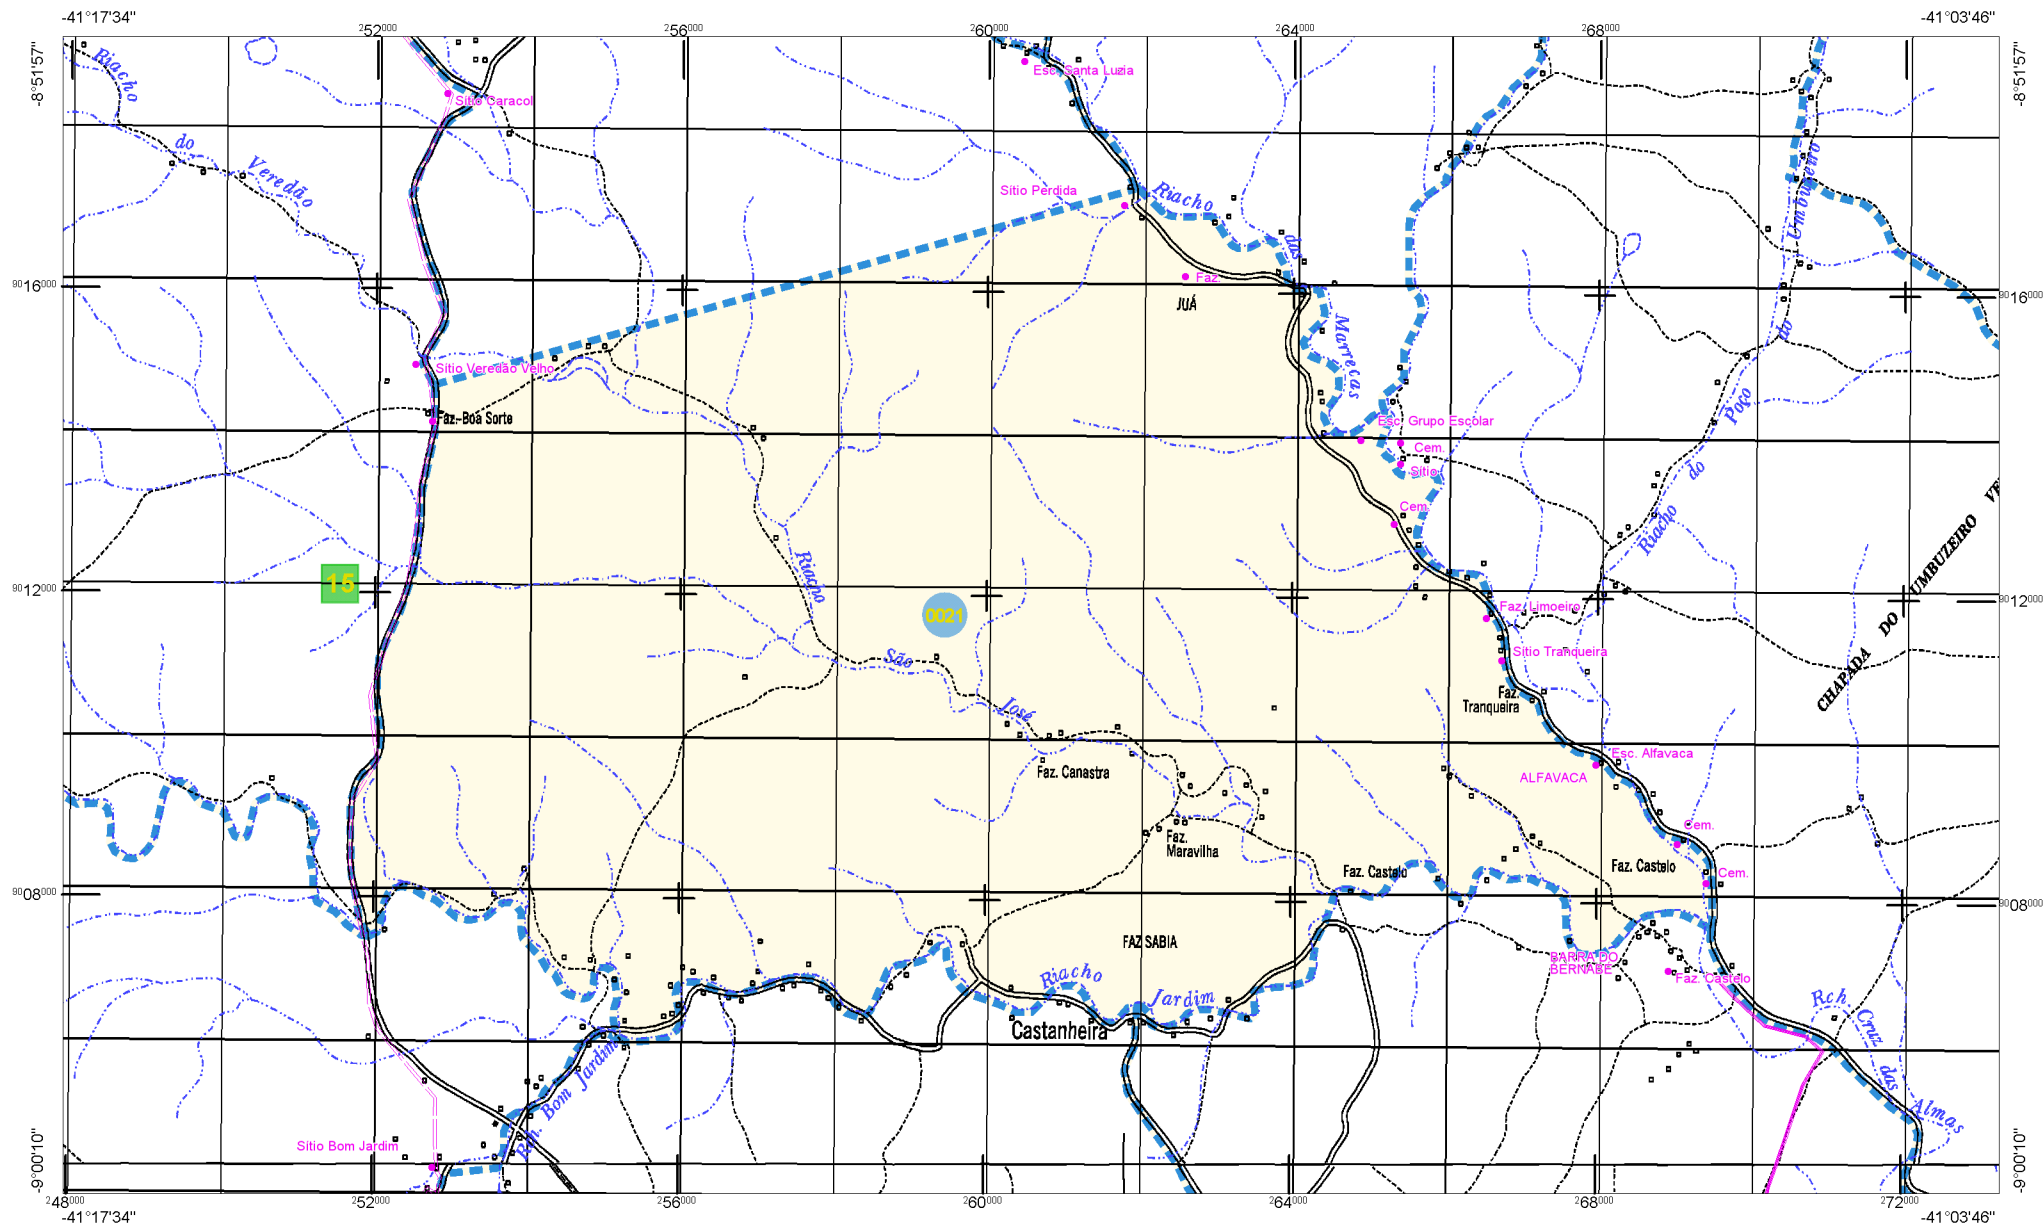 -41°17'34"
-41°03'46"
252000
256000
260000
264000
268000
-8°51'57"
-8°51'57"
Riacho
do
Veredão
Sítio Caracol
Esc. Santa Luzia
Sítio Perdida
Riacho
das
Marrecas
Umbuzeiro
do
Poço
do
Riacho
9016000
9016000
Faz.
JUÁ
Sítio Veredão Velho
Faz. Boa Sorte
Esc. Grupo Escolar
Cem.
Sítio
Cem.
CHAPADA DO UMBUZEIRO
15
0021
9012000
9012000
Riacho
São
José
Faz. Limoeiro
Sítio Tranqueira
Faz.
Tranqueira
Esc. Alfavaca
ALFAVACA
Faz. Canastra
Faz.
Maravilha
Cem.
Faz. Castelo
Faz. Castelo
Cem.
9008000
9008000
FAZ SABIA
BARRA DO
BERNABÉ
Faz. Castelo
Riacho
Jardim
Castanheira
Rch. Bom Jardim
Rch.
Cruz
das
Almas
Sítio Bom Jardim
-9°00'10"
-9°00'10"
248000
252000
256000
260000
264000
268000
272000
-41°17'34"
-41°03'46"